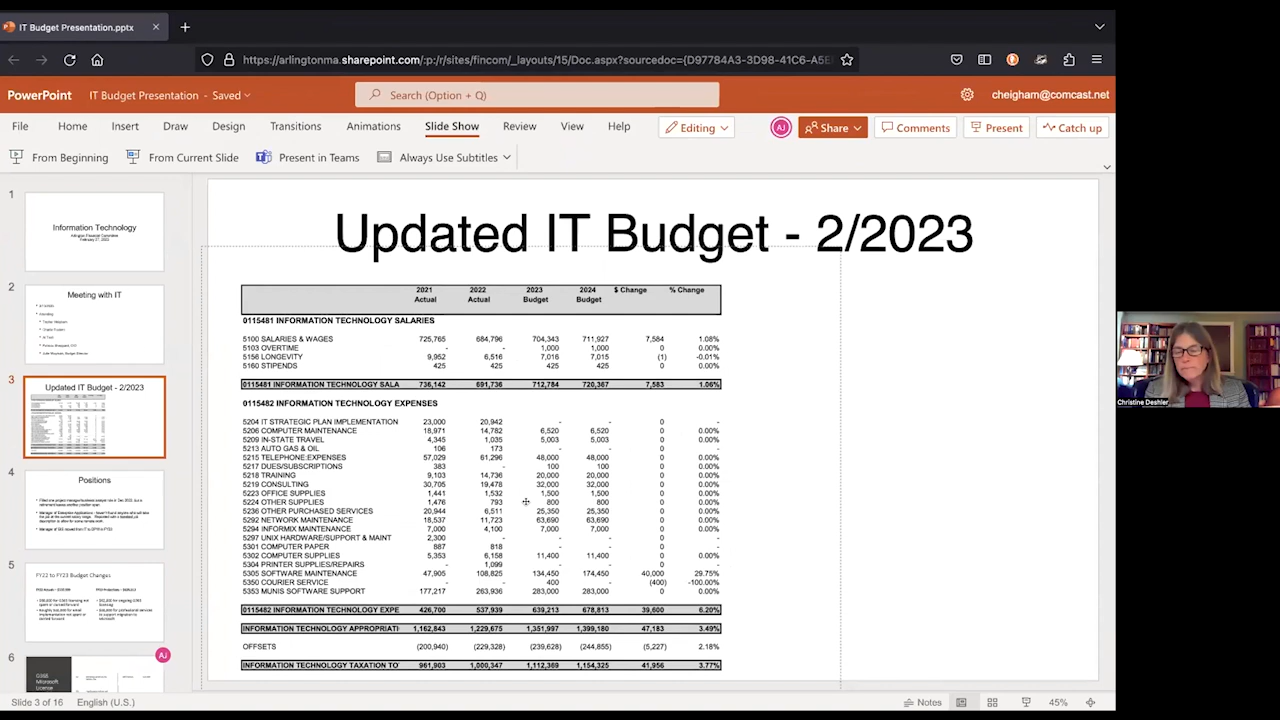 IT Budget Presentation.pptx
https://arlingtonma.sharepoint.com/:p:/r/sites/fincom/_layouts/15/Doc.aspx?sourcedoc={D97784A3-3D98-41C6-A5E
PowerPoint IT Budget Presentation - Saved Search (Option + Q) cheigham@comcast.net
File Home Insert Draw Design Transitions Animations Slide Show Review View Help Editing AJ Share Comments Present Catch up
From Beginning From Current Slide Present in Teams Always Use Subtitles
1
Information Technology
Arlington Financial Committee
February 27, 2023
2
Meeting with IT
3
Updated IT Budget - 2/2023
4
Positions
5
FY22 to FY23 Budget Changes
6
AJ
G365
Microsoft
License
Updated IT Budget - 2/2023
2021 2022 2023 2024 $ Change % Change
Actual Actual Budget Budget
0115481 INFORMATION TECHNOLOGY SALARIES
5100 SALARIES & WAGES 725,765 684,796 704,343 711,927 7,584 1.08%
5103 OVERTIME - - 1,000 1,000 0 0.00%
5156 LONGEVITY 9,952 6,516 7,016 7,015 (1) -0.01%
5160 STIPENDS 425 425 425 425 0 0.00%
0115481 INFORMATION TECHNOLOGY SALA 736,142 691,736 712,784 720,367 7,583 1.06%
0115482 INFORMATION TECHNOLOGY EXPENSES
5204 IT STRATEGIC PLAN IMPLEMENTATION 23,000 20,942 - - 0 -
5206 COMPUTER MAINTENANCE 18,971 14,782 6,520 6,520 0 0.00%
5209 IN-STATE TRAVEL 4,345 1,035 5,003 5,003 0 0.00%
5213 AUTO GAS & OIL 106 173 - - 0 -
5215 TELEPHONE:EXPENSES 57,029 61,296 48,000 48,000 0 0.00%
5217 DUES/SUBSCRIPTIONS 383 - 100 100 0 0.00%
5218 TRAINING 9,103 14,736 20,000 20,000 0 0.00%
5219 CONSULTING 30,705 19,478 32,000 32,000 0 0.00%
5223 OFFICE SUPPLIES 1,441 1,532 1,500 1,500 0 0.00%
5224 OTHER SUPPLIES 1,476 793 800 800 0 0.00%
5236 OTHER PURCHASED SERVICES 20,944 6,511 25,350 25,350 0 0.00%
5292 NETWORK MAINTENANCE 18,537 11,723 63,690 63,690 0 0.00%
5294 INFORMIX MAINTENANCE 7,000 4,100 7,000 7,000 0 0.00%
5297 UNIX HARDWARE/SUPPORT & MAINT 2,300 - - - 0 -
5301 COMPUTER PAPER 887 818 - - 0 -
5302 COMPUTER SUPPLIES 5,353 6,158 11,400 11,400 0 0.00%
5304 PRINTER SUPPLIES/REPAIRS - 1,099 - - 0 -
5305 SOFTWARE MAINTENANCE 47,905 108,825 134,450 174,450 40,000 29.75%
5350 COURIER SERVICE - - 400 - (400) -100.00%
5353 MUNIS SOFTWARE SUPPORT 177,217 263,936 283,000 283,000 0 0.00%
0115482 INFORMATION TECHNOLOGY EXPE 426,700 537,939 639,213 678,813 39,600 6.20%
INFORMATION TECHNOLOGY APPROPRIATI 1,162,843 1,229,675 1,351,997 1,399,180 47,183 3.49%
OFFSETS (200,940) (229,328) (239,628) (244,855) (5,227) 2.18%
INFORMATION TECHNOLOGY TAXATION TO 961,903 1,000,347 1,112,369 1,154,325 41,956 3.77%
Christine Deshler
Slide 3 of 16 English (U.S.) Notes 45%